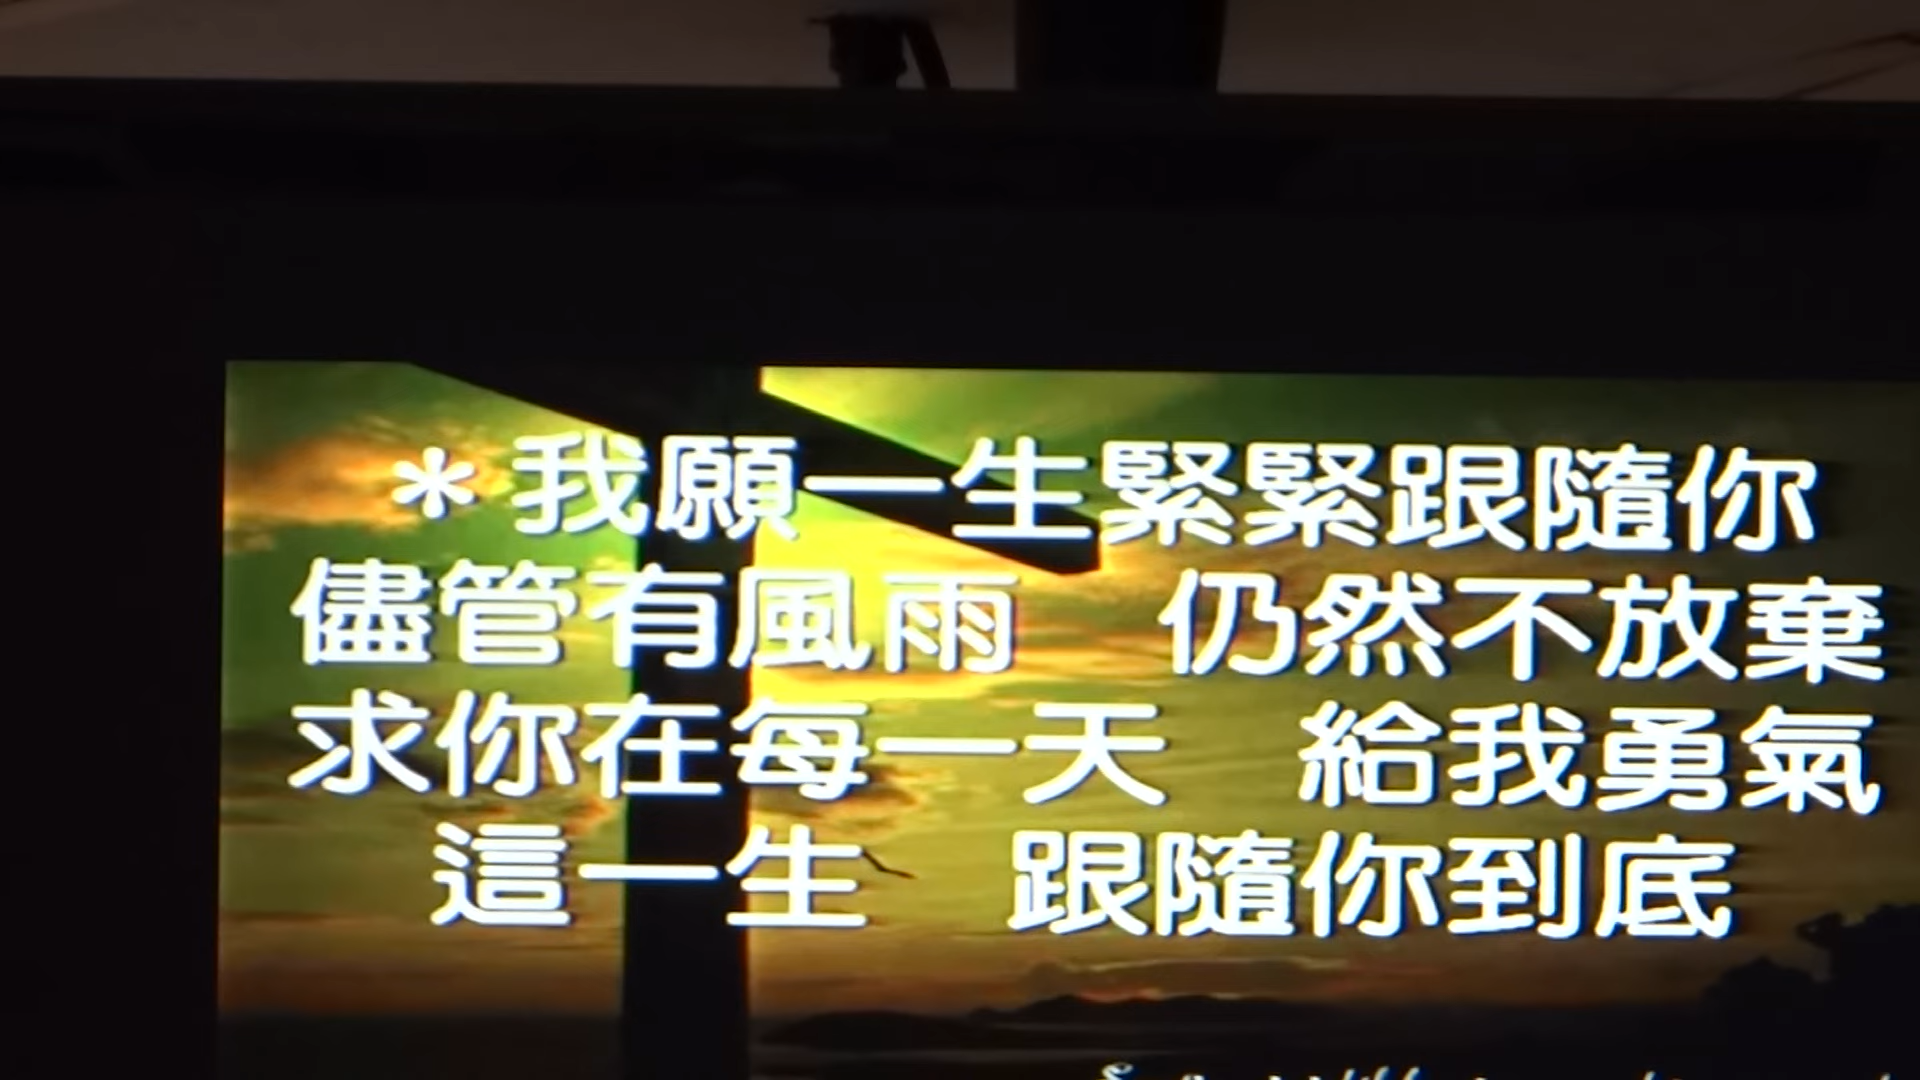 *我願一生緊緊跟隨你
儘管有風雨 仍然不放棄
求你在每一天 給我勇氣
這一生 跟隨你到底